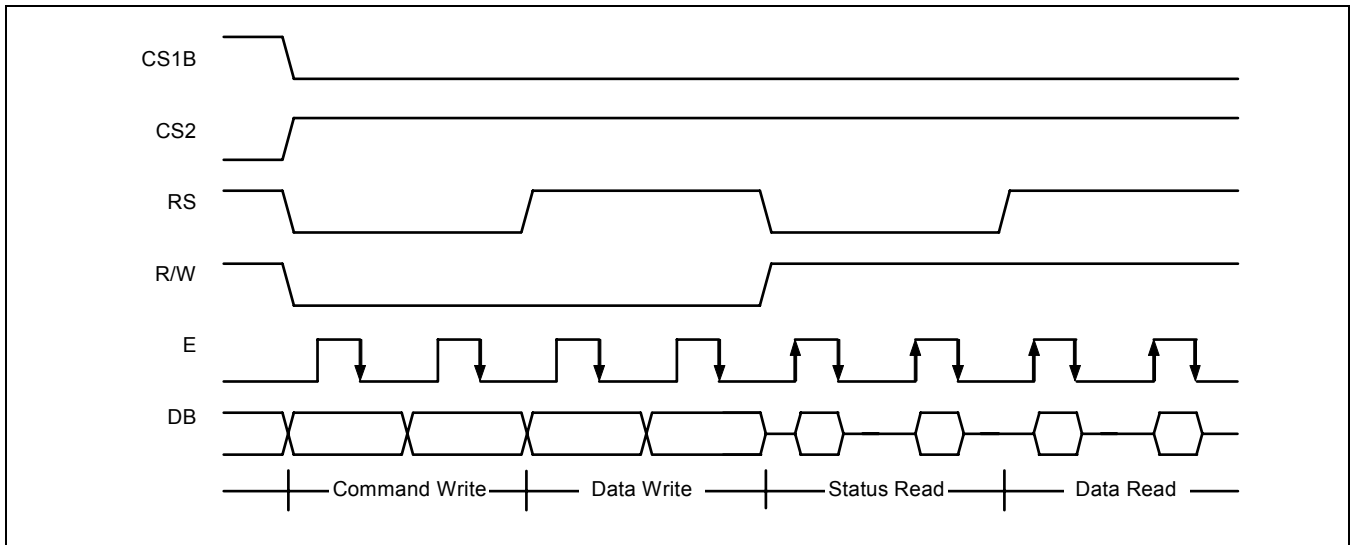 CS1B
CS2
RS
R/W
E
DB
Command Write Data Write Status Read Data Read